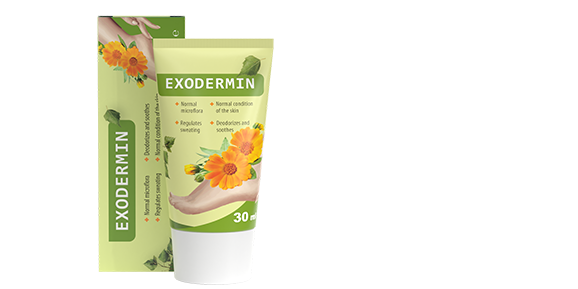 EXODERMIN
Normal microflora
Regulates sweating
Deodorizes and soothes
Normal condition of the
EXODERMIN
Normal
microflora
Normal condition
of the skin
Regulates
sweating
Deodorizes and
soothes
30 ml